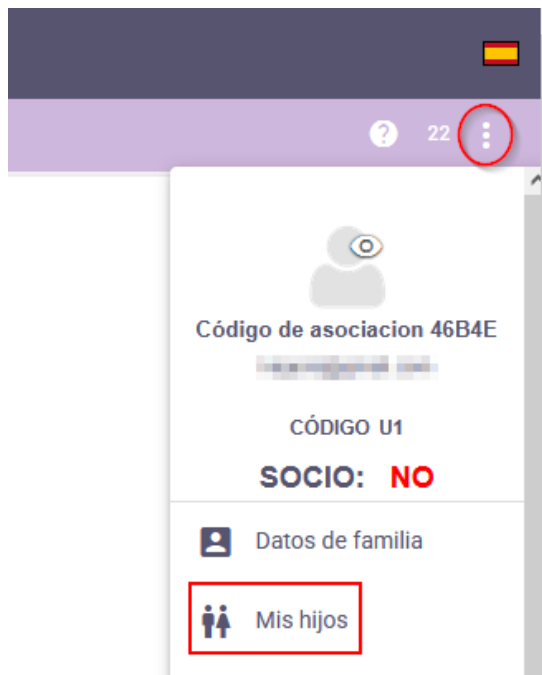 22
Código de asociacion 46B4E
CÓDIGO U1
SOCIO: NO
Datos de familia
Mis hijos